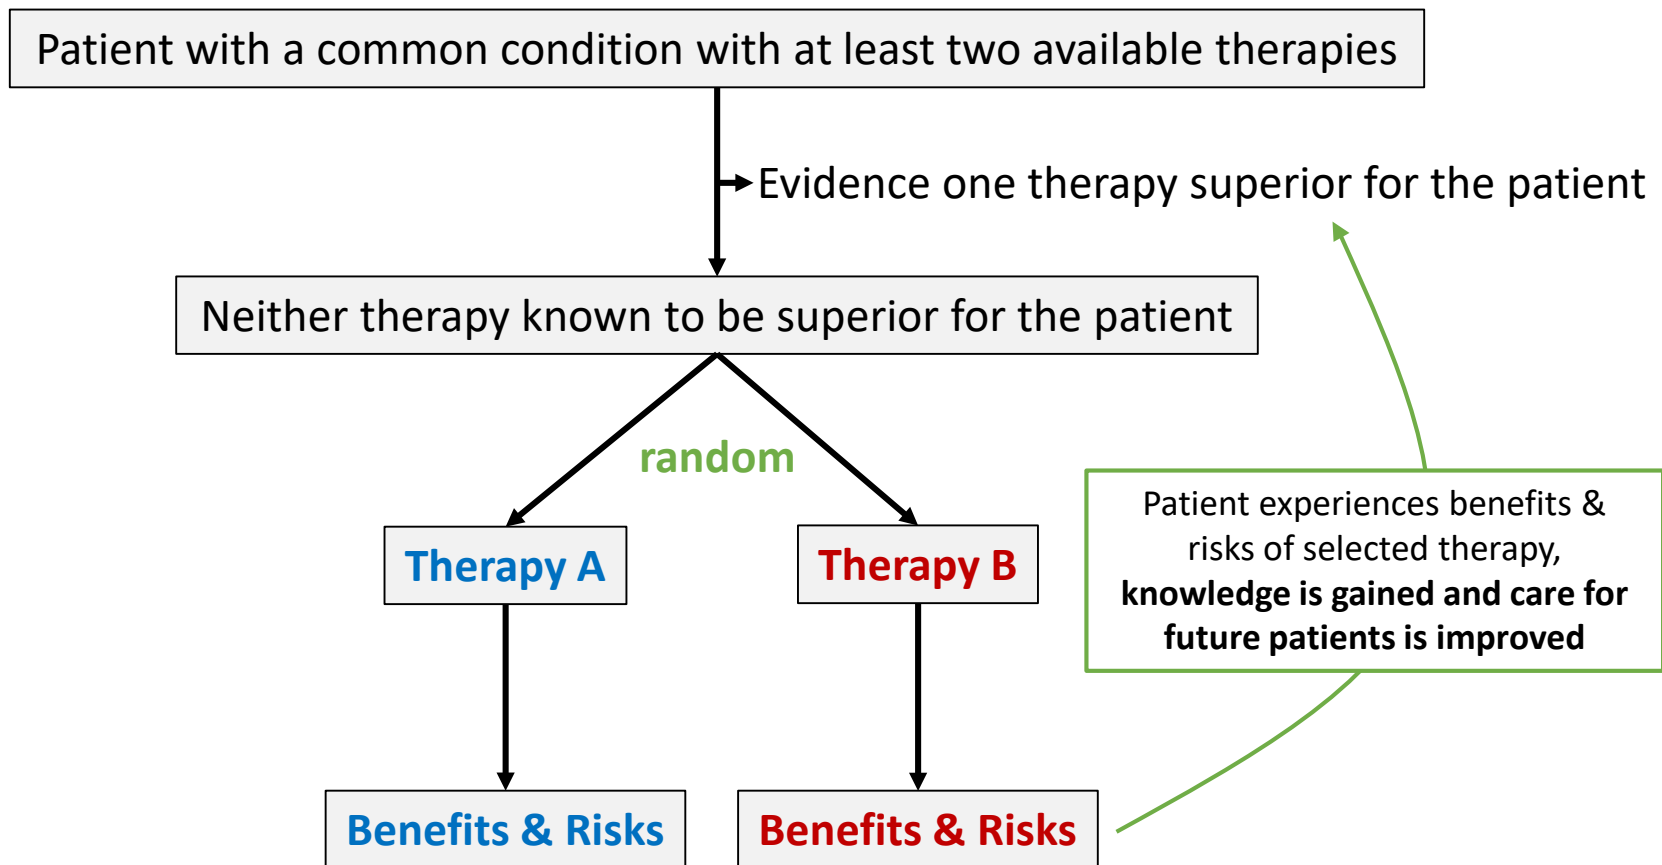 Patient with a common condition with at least two available therapies
Evidence one therapy superior for the patient
Neither therapy known to be superior for the patient
random
Therapy A
Therapy B
Patient experiences benefits &
risks of selected therapy,
knowledge is gained and care for
future patients is improved
Benefits & Risks
Benefits & Risks